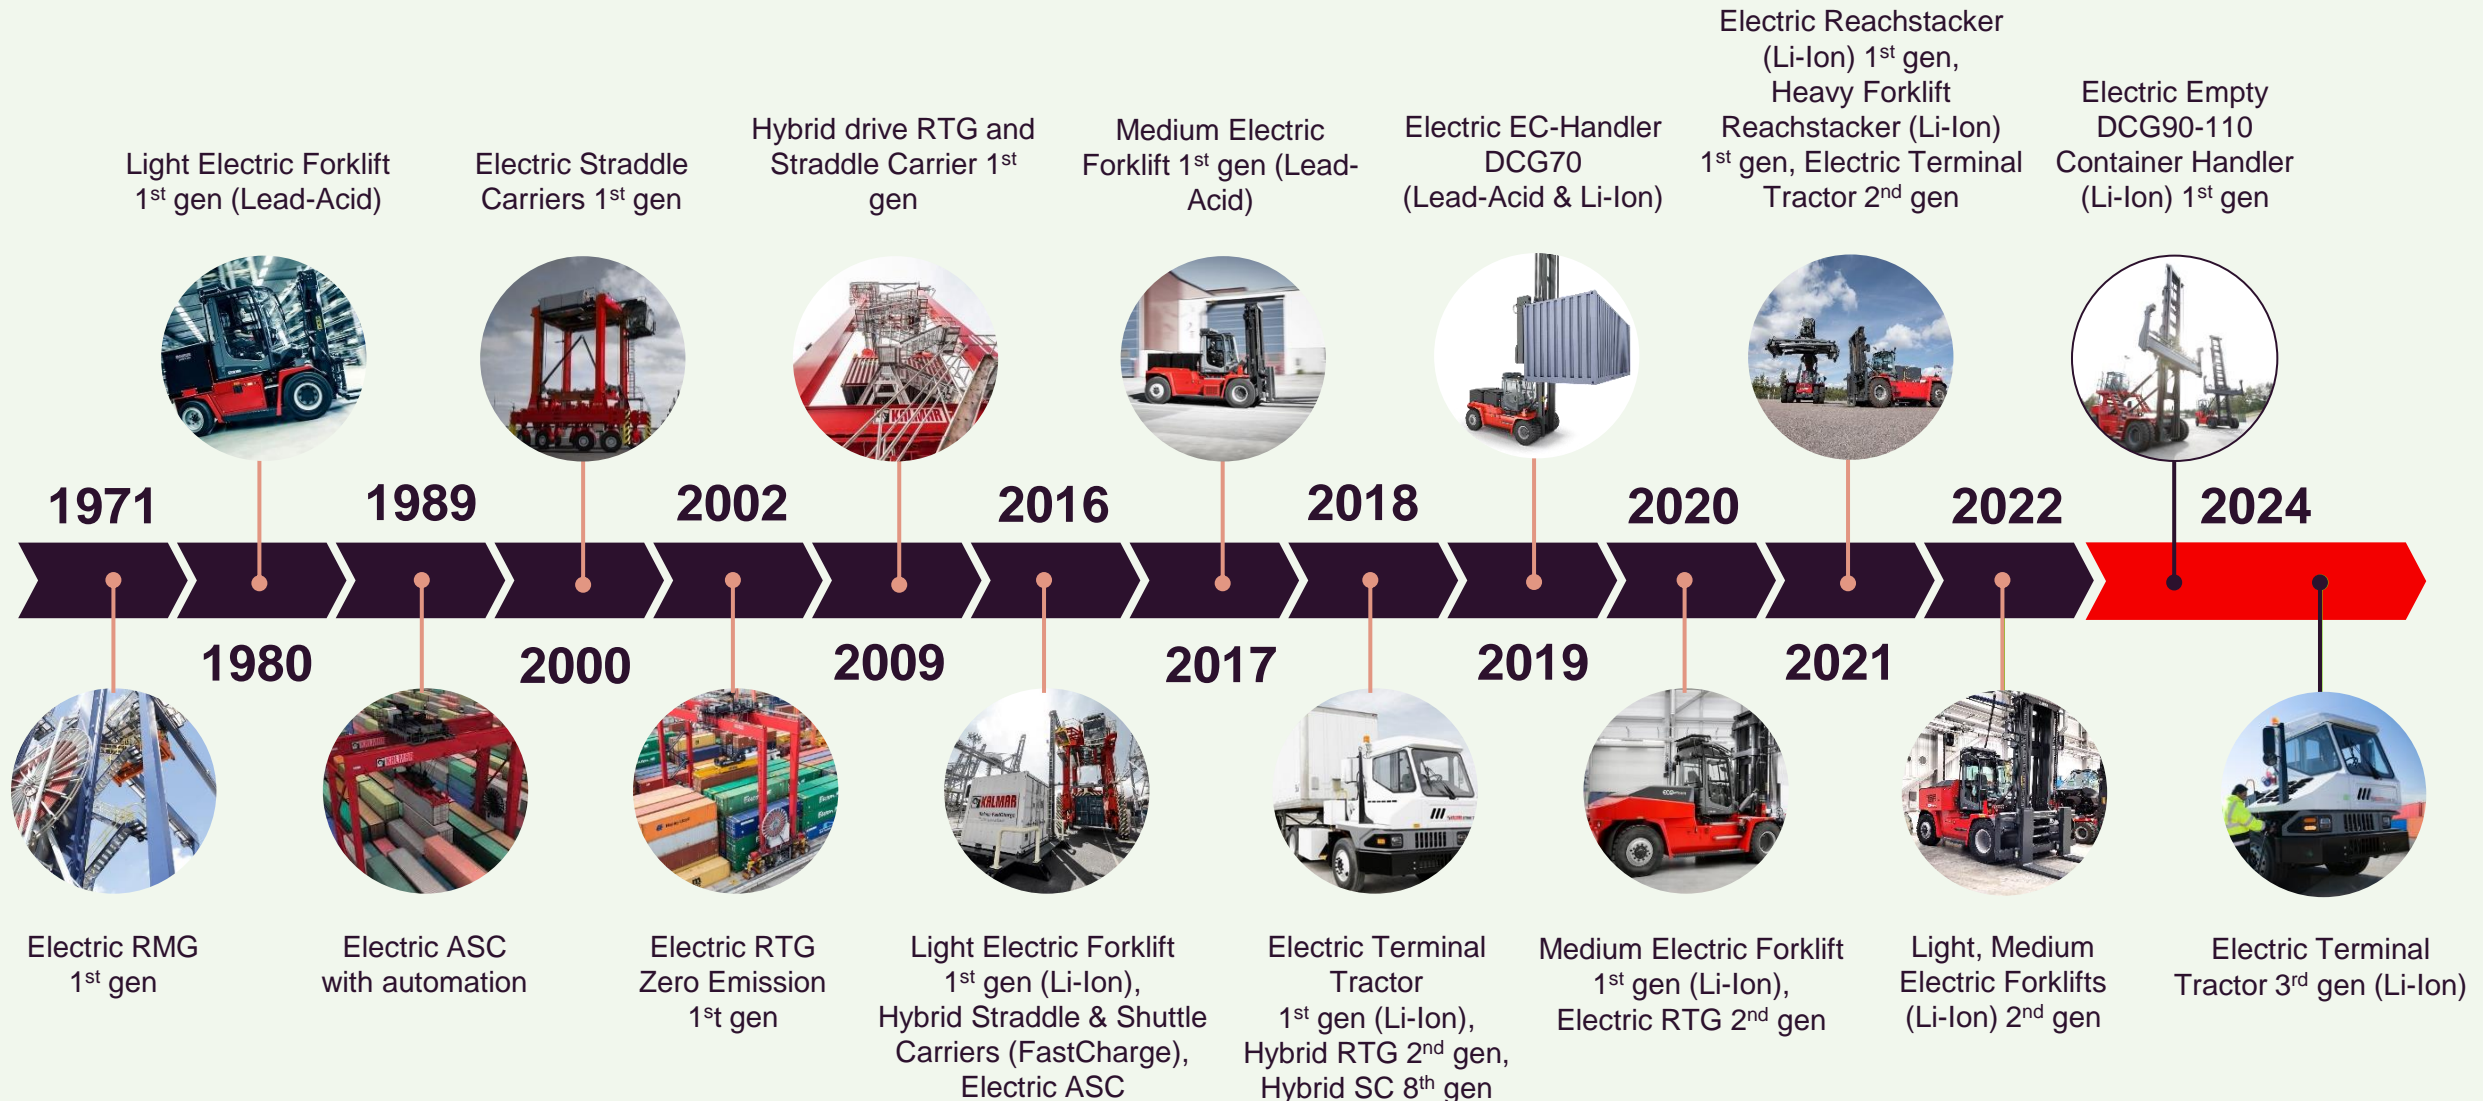 Light Electric Forklift
1st gen (Lead-Acid)
Electric Straddle
Carriers 1st gen
Hybrid drive RTG and
Straddle Carrier 1st
gen
Medium Electric
Forklift 1st gen (Lead-
Acid)
Electric EC-Handler
DCG70
(Lead-Acid & Li-Ion)
Electric Reachstacker
(Li-Ion) 1st gen,
Heavy Forklift
Reachstacker (Li-Ion)
1st gen, Electric Terminal
Tractor 2nd gen
Electric Empty
DCG90-110
Container Handler
(Li-Ion) 1st gen
KALMAR
1971
1989
2002
2016
2018
2020
2022
2024
1980
2000
2009
2017
2019
2021
KALMAR
KALMAR
Electric RMG
1st gen
Electric ASC
with automation
Electric RTG
Zero Emission
1st gen
Light Electric Forklift
1st gen (Li-Ion),
Hybrid Straddle & Shuttle
Carriers (FastCharge),
Electric ASC
Electric Terminal
Tractor
1st gen (Li-Ion),
Hybrid RTG 2nd gen,
Hybrid SC 8th gen
Medium Electric Forklift
1st gen (Li-Ion),
Electric RTG 2nd gen
Light, Medium
Electric Forklifts
(Li-Ion) 2nd gen
Electric Terminal
Tractor 3rd gen (Li-Ion)